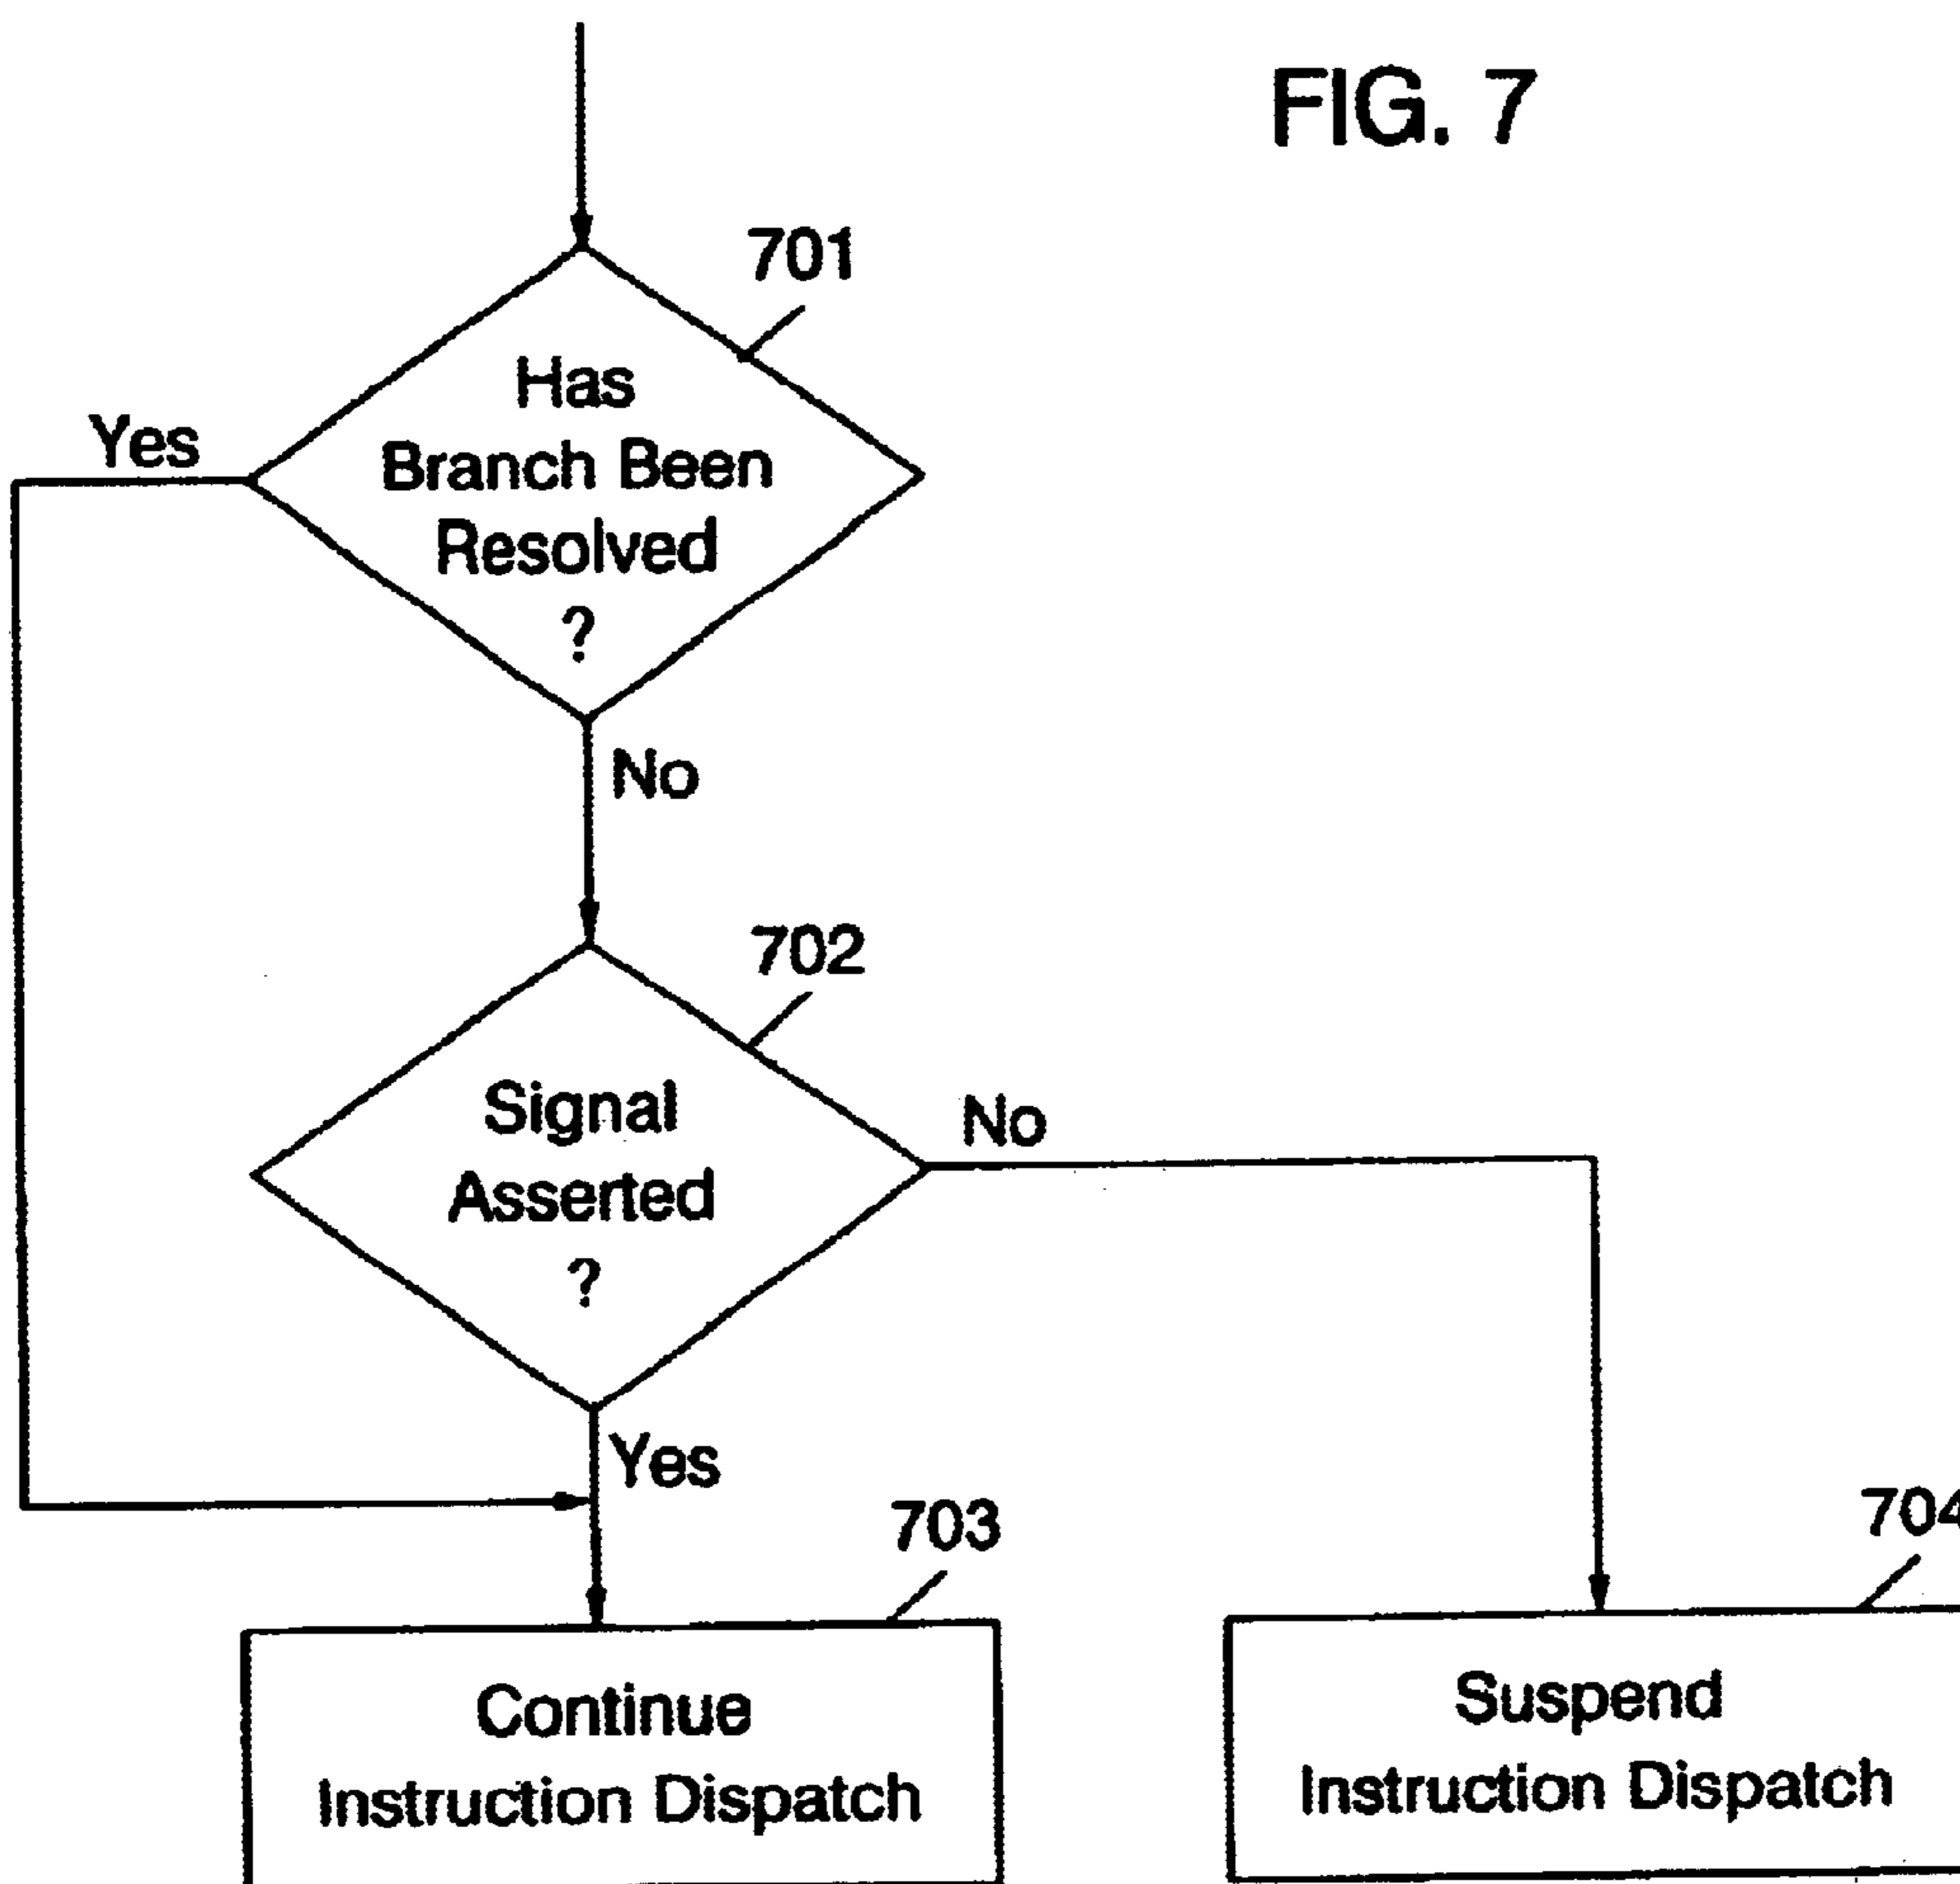 FIG. 7
701
Has
Branch Been
Resolved
?
Yes
No
702
Signal
Asserted
?
No
Yes
703
704
Continue
Instruction Dispatch
Suspend
Instruction Dispatch